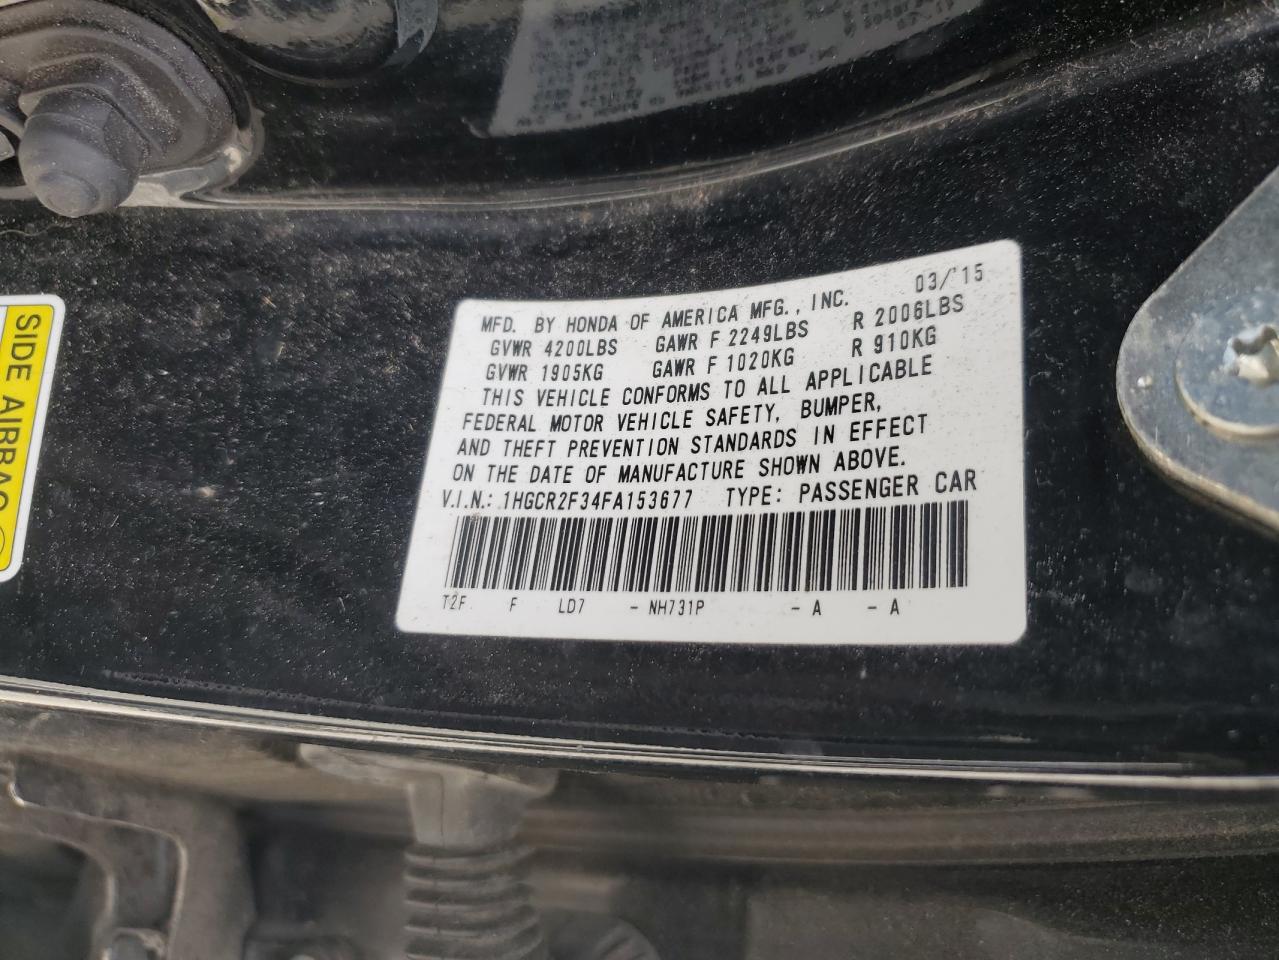 MFD. BY HONDA OF AMERICA MFG., INC. 03/'15
GVWR 4200LBS GAWR F 2249LBS R 2006LBS
GVWR 1905KG GAWR F 1020KG R 910KG
THIS VEHICLE CONFORMS TO ALL APPLICABLE
FEDERAL MOTOR VEHICLE SAFETY, BUMPER,
AND THEFT PREVENTION STANDARDS IN EFFECT
ON THE DATE OF MANUFACTURE SHOWN ABOVE.
V.I.N.: 1HGCR2F34FA153677 TYPE: PASSENGER CAR
T2F F LD7 - NH731P - A - A
SIDE AIRBAG